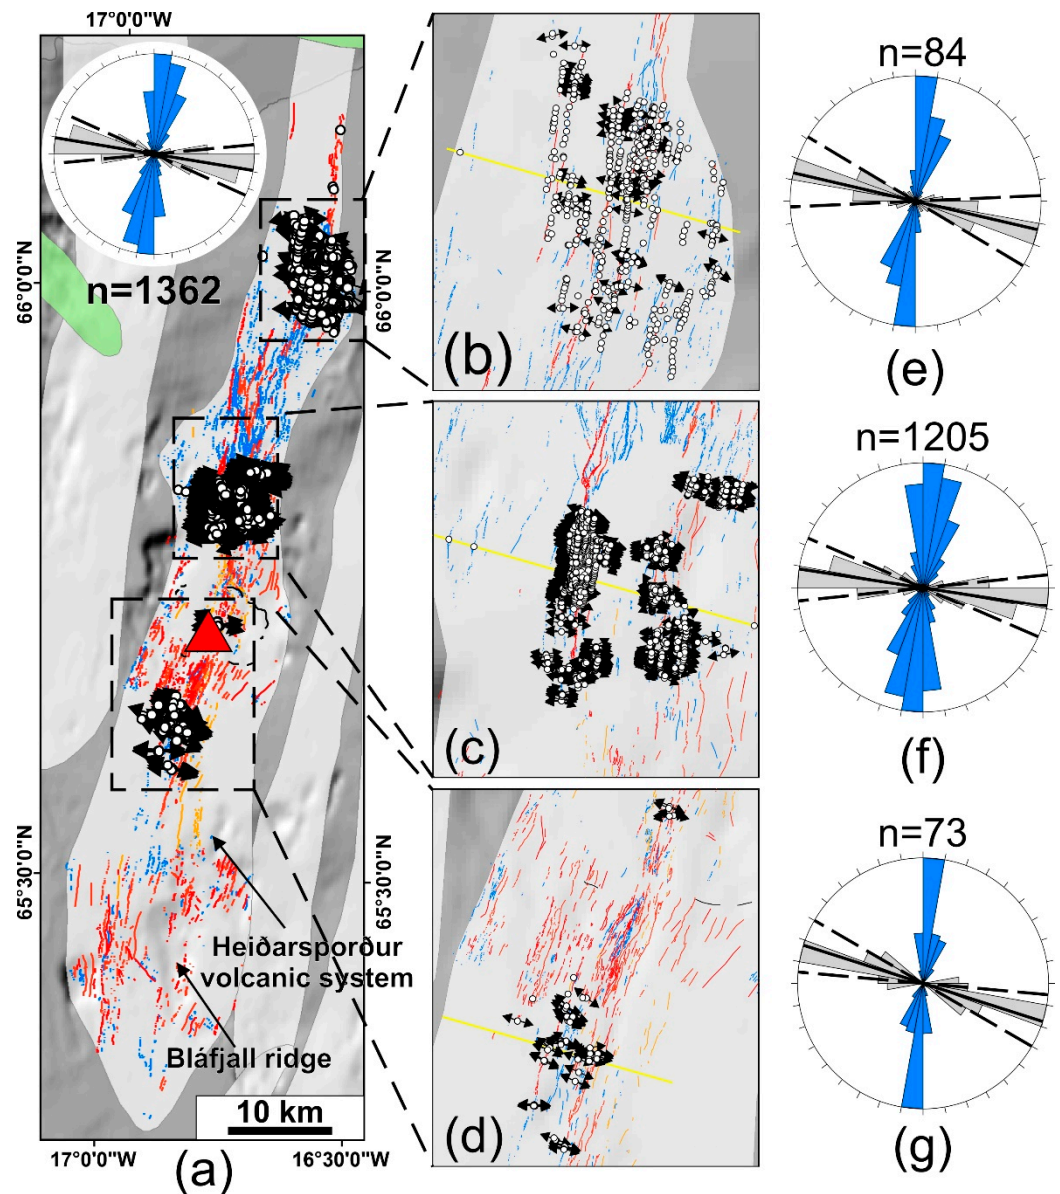 17°0'0"W
n=1362
66°0'0"N
66°0'0"N
65°30'0"N
65°30'0"N
Heiðarsporður
volcanic system
Bláfjall ridge
10 km
17°0'0"W
16°30'0"W
(a)
(b)
(c)
(d)
n=84
(e)
n=1205
(f)
n=73
(g)